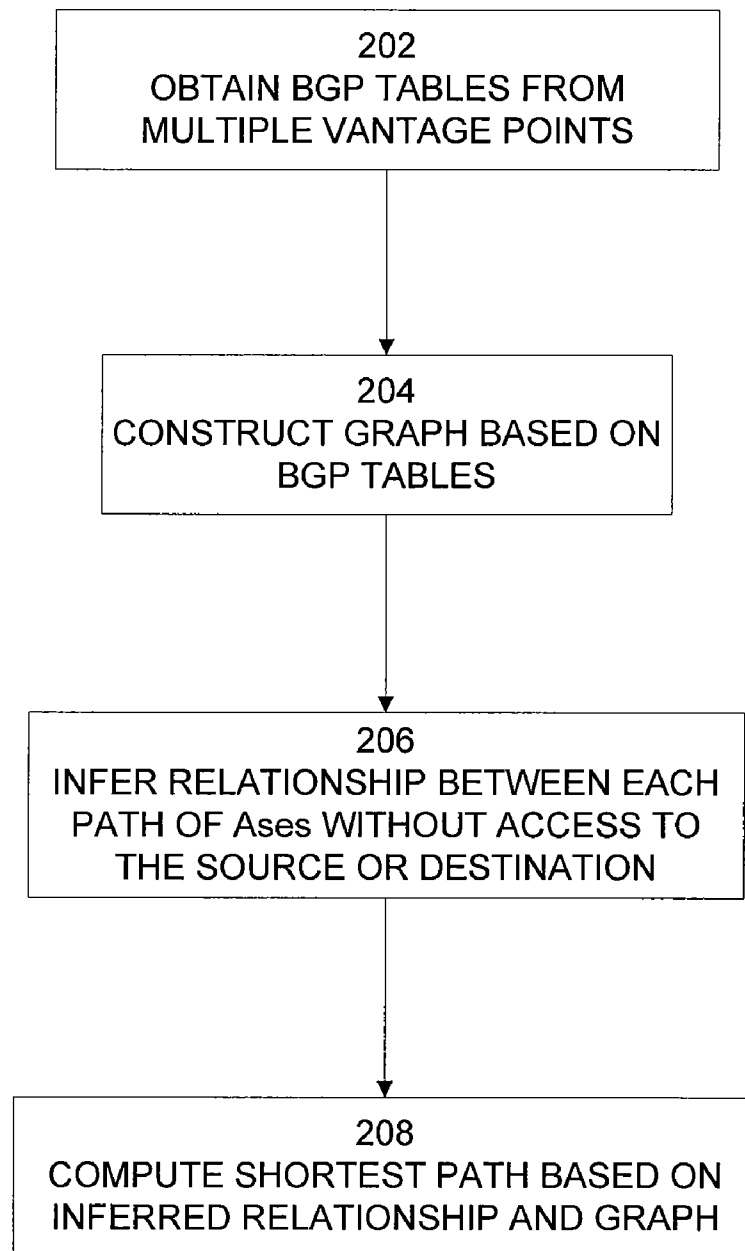 202
OBTAIN BGP TABLES FROM
MULTIPLE VANTAGE POINTS
204
CONSTRUCT GRAPH BASED ON
BGP TABLES
206
INFER RELATIONSHIP BETWEEN EACH
PATH OF Ases WITHOUT ACCESS TO
THE SOURCE OR DESTINATION
208
COMPUTE SHORTEST PATH BASED ON
INFERRED RELATIONSHIP AND GRAPH